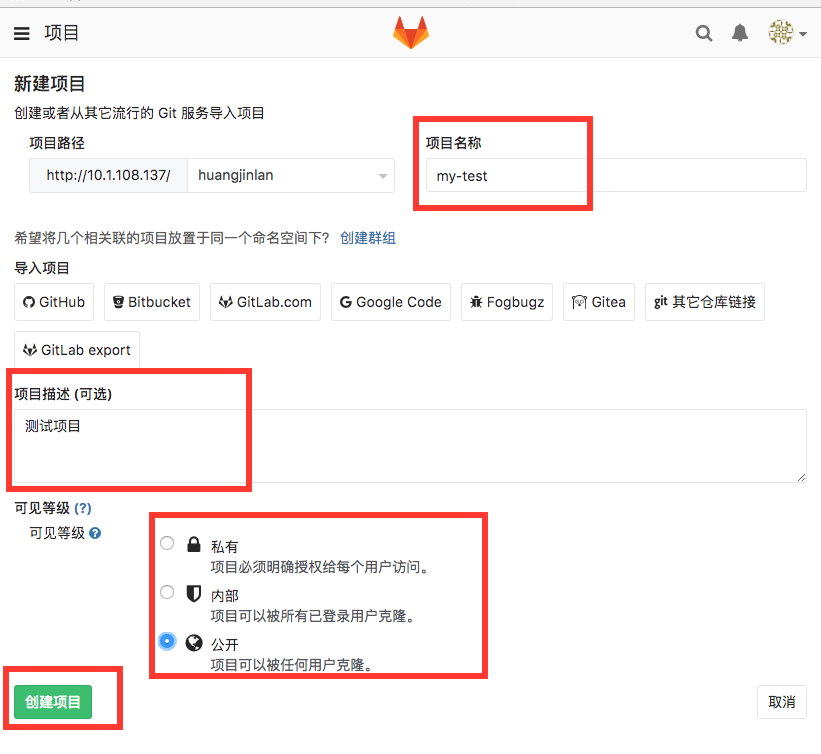 项目
新建项目
创建或者从其它流行的 Git 服务导入项目
项目路径
项目名称
http://10.1.108.137/ huangjinlan
my-test
希望将几个相关联的项目放置于同一个命名空间下? 创建群组
导入项目
GitHub Bitbucket GitLab.com Google Code Fogbugz Gitea git 其它仓库链接
GitLab export
项目描述 (可选)
测试项目
可见等级 (?)
可见等级 ?
私有
项目必须明确授权给每个用户访问。
内部
项目可以被所有已登录用户克隆。
公开
项目可以被任何用户克隆。
创建项目 取消